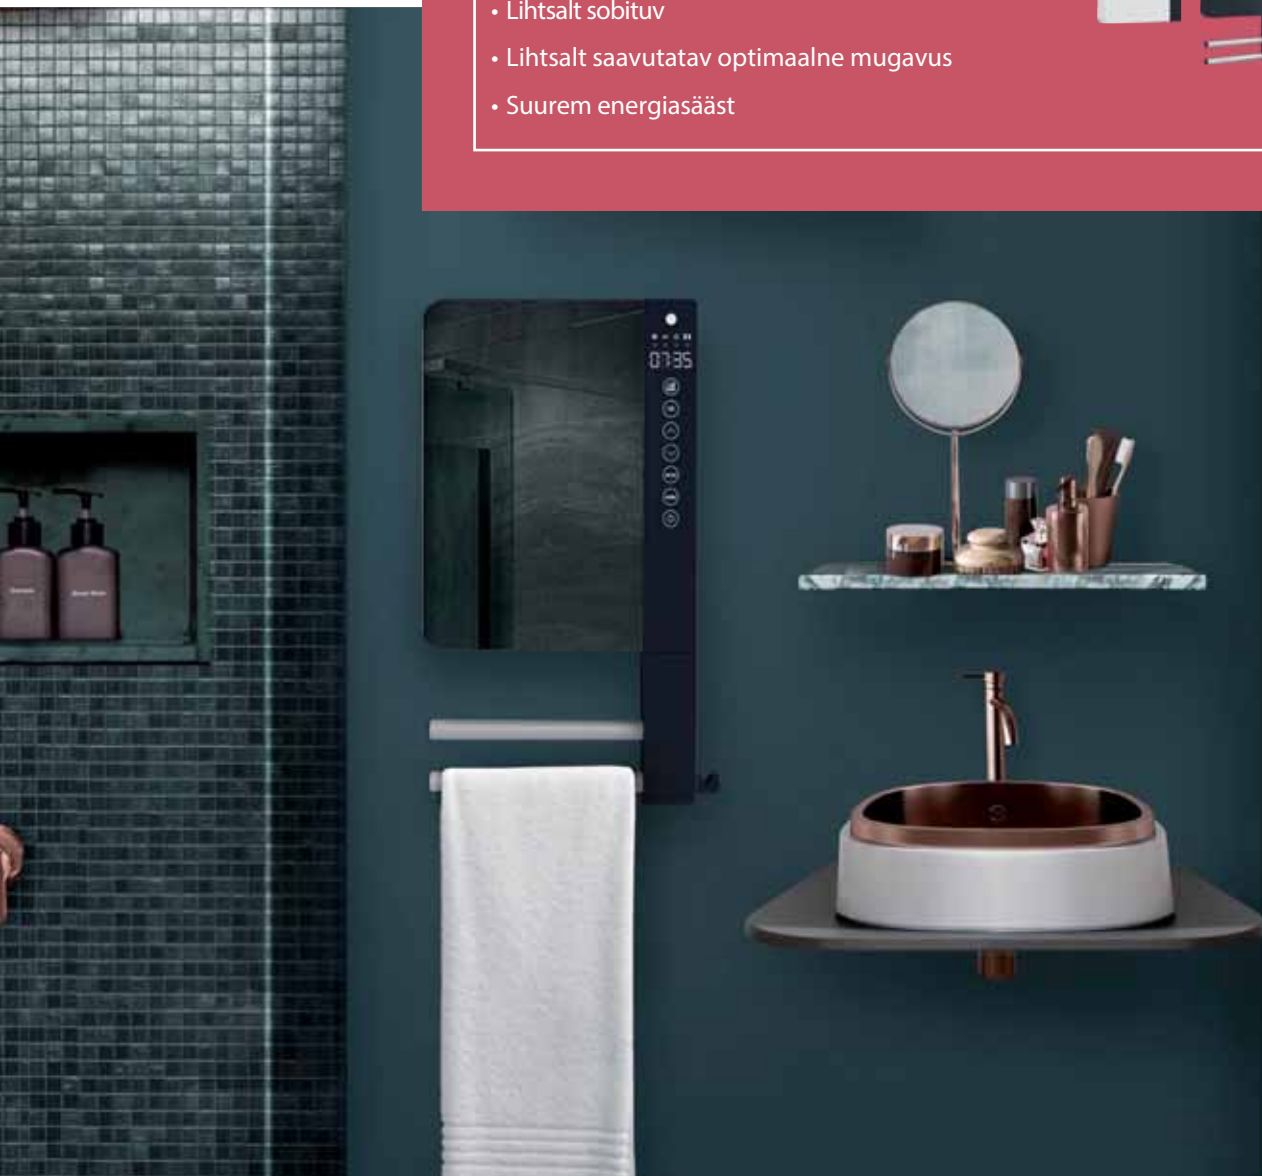 • Lihtsalt sobituv
• Lihtsalt saavutatav optimaalne mugavus
• Suurem energiasääst
07:35